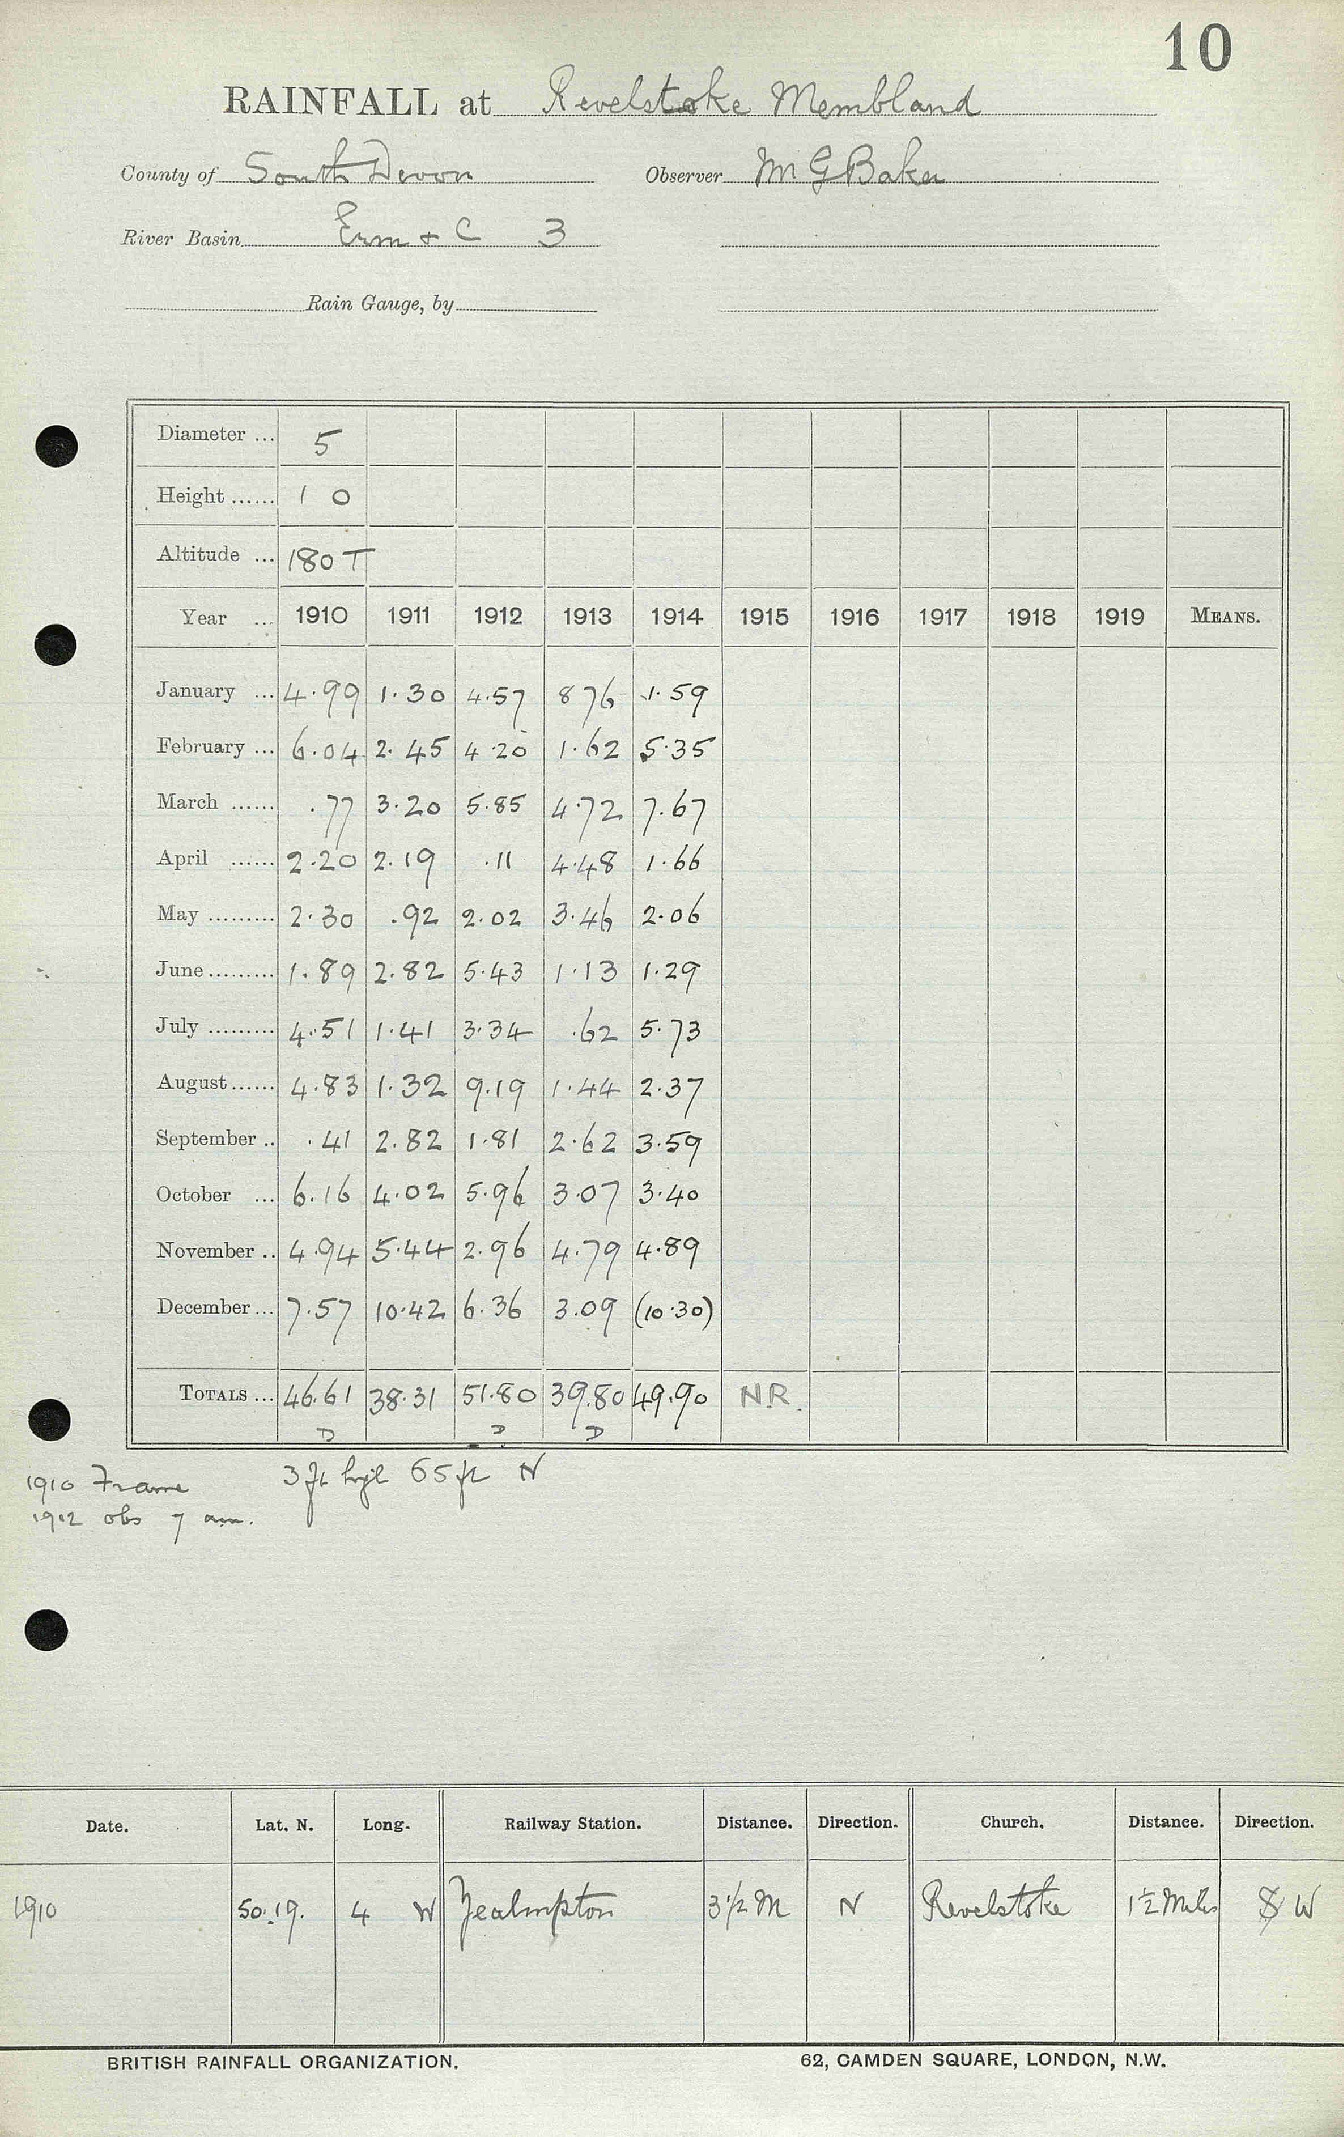 10
RAINFALL at Revelstoke Membland
County of South Devon Observer M G Baker
River Basin Erm & C 3
Rain Gauge, by
Diameter ... 5
Height ...... 1 0
Altitude ... 180 T
Year ... 1910 1911 1912 1913 1914 1915 1916 1917 1918 1919 MEANS.
January ... 4.99 1.30 4.57 8 76 1.59
February ... 6.04 2.45 4.20 1.62 5.35
March ...... .77 3.20 5.85 4.72 7.67
April ...... 2.20 2.19 .11 4.48 1.66
May ......... 2.30 .92 2.02 3.46 2.06
June ......... 1.89 2.82 5.43 1.13 1.29
July ......... 4.51 1.41 3.34 .62 5.73
August ...... 4.83 1.32 9.19 1.44 2.37
September .. .41 2.82 1.81 2.62 3.59
October ... 6.16 4.02 5.96 3.07 3.40
November .. 4.94 5.44 2.96 4.79 4.89
December ... 7.57 10.42 6.36 3.09 (10.30)
TOTALS ... 46.61 38.31 51.80 39.80 49.90 N.R.
D D D
1910 Frame 3 ft high 65 ft N
1912 obs 7 am.
Date. Lat. N. Long. Railway Station. Distance. Direction. Church. Distance. Direction.
1910 50.19. 4 W Yealmpton 3½ M N Revelstoke 1½ Miles S W
BRITISH RAINFALL ORGANIZATION. 62, CAMDEN SQUARE, LONDON, N.W.